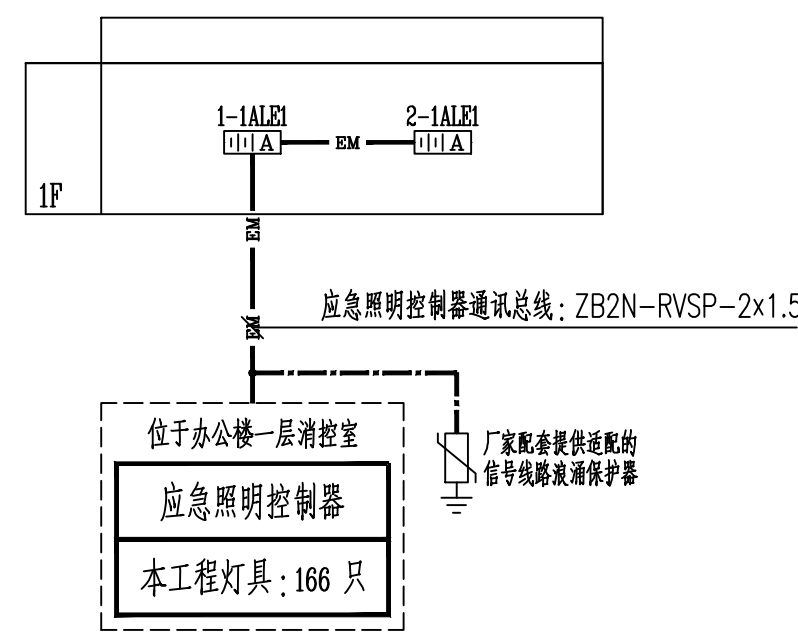 1-1ALE1 2-1ALE1
A EM A
1F
EM
应急照明控制器通讯总线：ZB2N-RVSP-2x1.5
EM
位于办公楼一层消控室
厂家配套提供适配的
信号线路浪涌保护器
应急照明控制器
本工程灯具：166 只